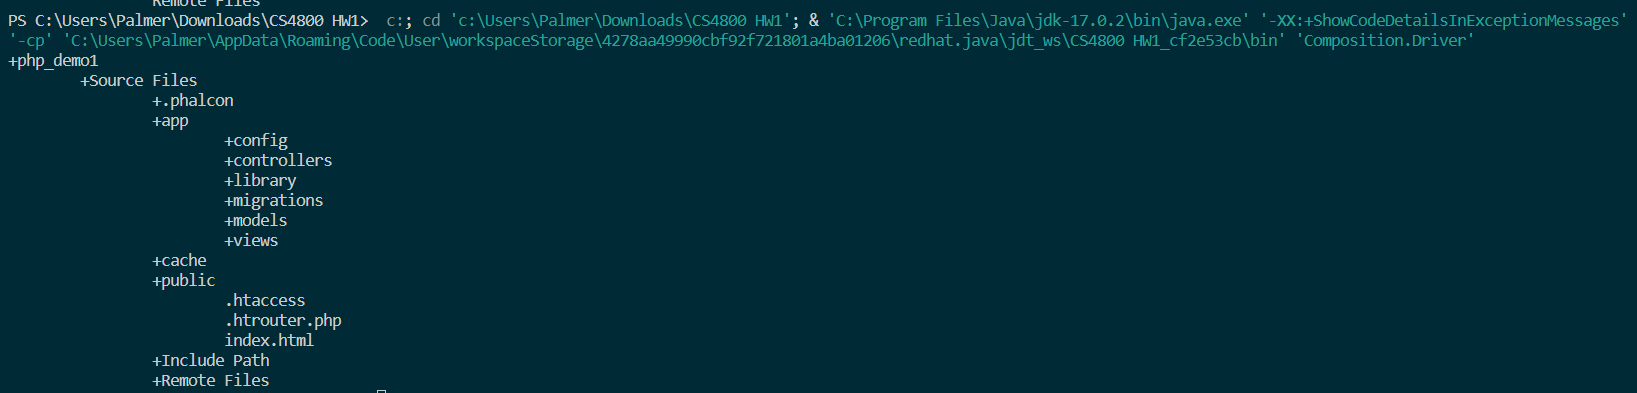 Remote Files
PS C:\Users\Palmer\Downloads\CS4800 HW1>  c:; cd 'c:\Users\Palmer\Downloads\CS4800 HW1'; & 'C:\Program Files\Java\jdk-17.0.2\bin\java.exe' '-XX:+ShowCodeDetailsInExceptionMessages'
'-cp' 'C:\Users\Palmer\AppData\Roaming\Code\User\workspaceStorage\4278aa49990cbf92f721801a4ba01206\redhat.java\jdt_ws\CS4800 HW1_cf2e53cb\bin' 'Composition.Driver'
+php_demo1
+Source Files
+.phalcon
+app
+config
+controllers
+library
+migrations
+models
+views
+cache
+public
.htaccess
.htrouter.php
index.html
+Include Path
+Remote Files